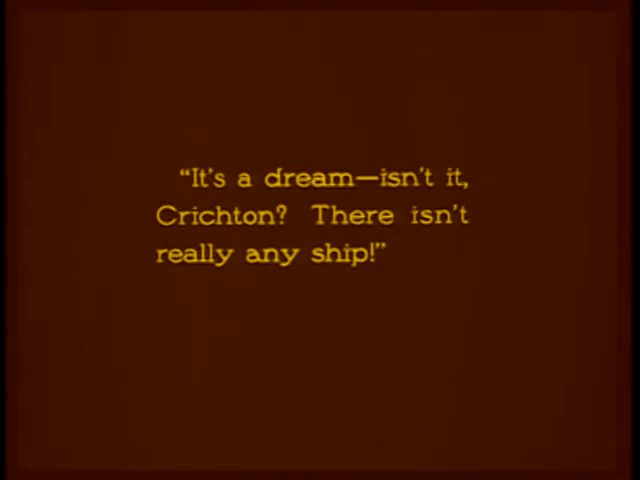 “It's a dream—isn't it,
Crichton? There isn't
really any ship!”